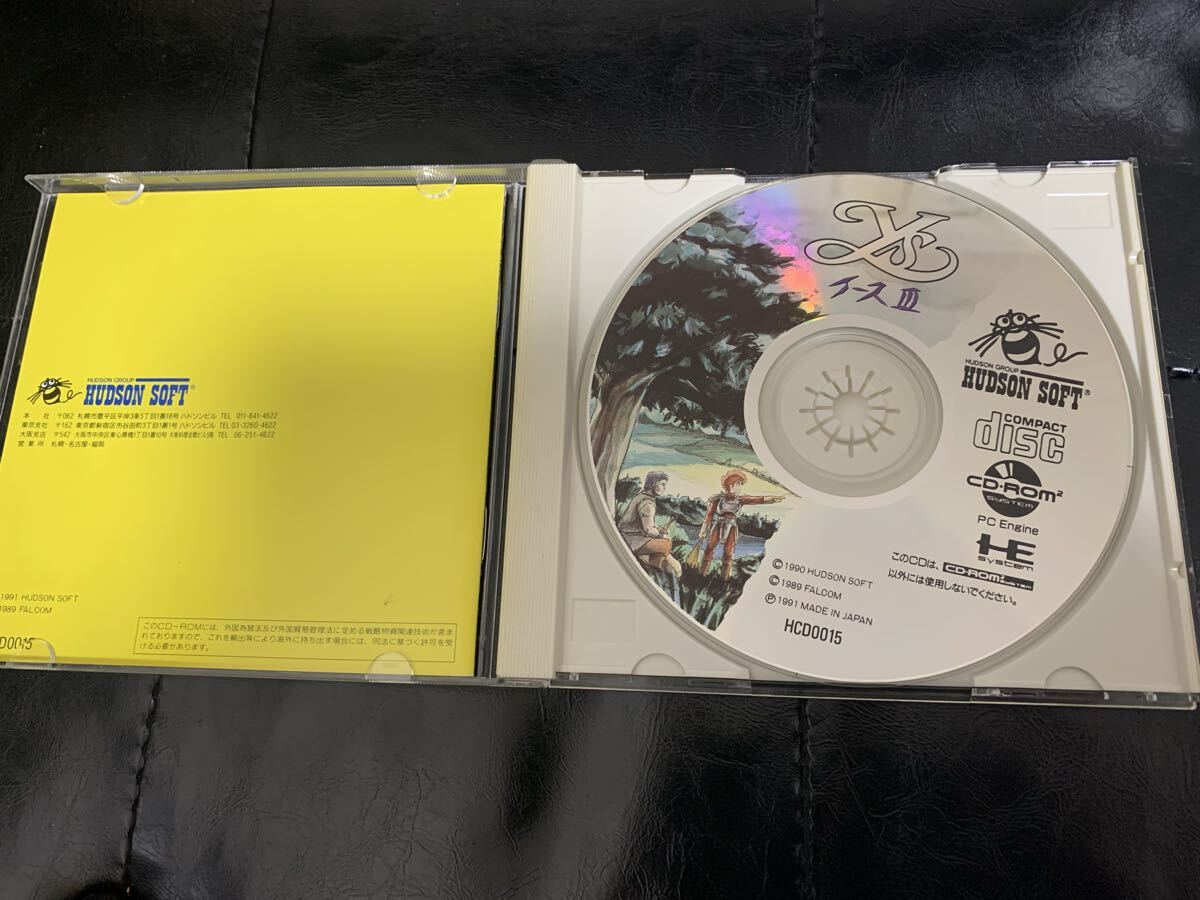 HUDSON GROUP
HUDSON SOFT®
本 社 〒062 札幌市豊平区平岸3条5丁目1番18号ハドソンビル TEL 011-841-4622
東京支社 〒162 東京都新宿区市谷田町3丁目1番1号 TEL 03-3260-4622
大阪支店 〒542 大阪市中央区東心斎橋1丁目1番10号 大阪料理会館ビル5階 TEL 06-251-4622
営業所 札幌・名古屋・福岡
1991 HUDSON SOFT
1989 FALCOM
D0015
このCD-ROMには、外国為替法及び外国貿易管理法に定める戦略物資関連技術が含ま
れておりますので、これを輸出等により海外に持ち出す場合には、同法に基づく許可を受
ける必要があります。
Ys
イースIII
HUDSON GROUP
HUDSON SOFT®
COMPACT
disc
CD-ROM²
SYSTEM
PC Engine
HE
system
このCDは、CD-ROM² SYSTEM
以外には使用しないでください。
©1990 HUDSON SOFT
©1989 FALCOM
Ⓟ1991 MADE IN JAPAN
HCD0015